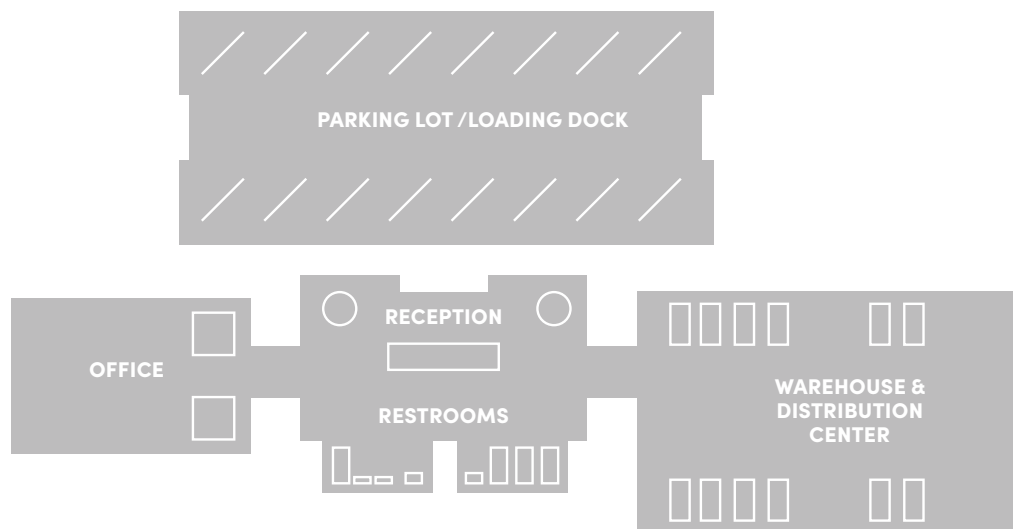 PARKING LOT /LOADING DOCK
RECEPTION
OFFICE
RESTROOMS
WAREHOUSE &
DISTRIBUTION
CENTER